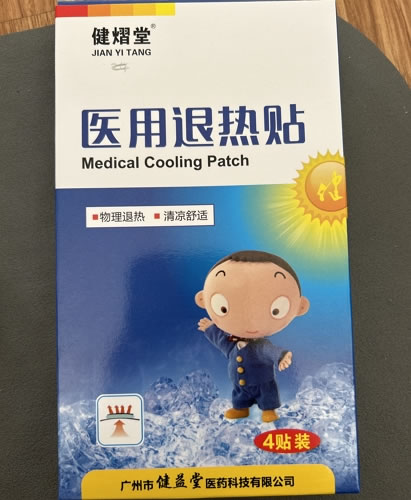 健熠堂®
JIAN YI TANG
医用退热贴
Medical Cooling Patch
物理退热 清凉舒适
健
4贴装
广州市健益堂医药科技有限公司